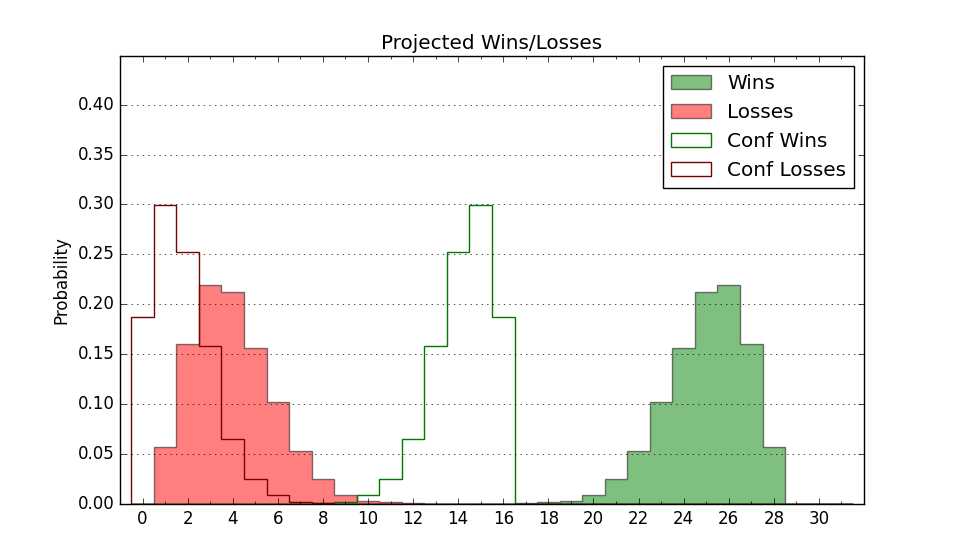 Projected Wins/Losses
Wins
Losses
Conf Wins
Conf Losses
Probability
0.40
0.35
0.30
0.25
0.20
0.15
0.10
0.05
0.00
0 2 4 6 8 10 12 14 16 18 20 22 24 26 28 30